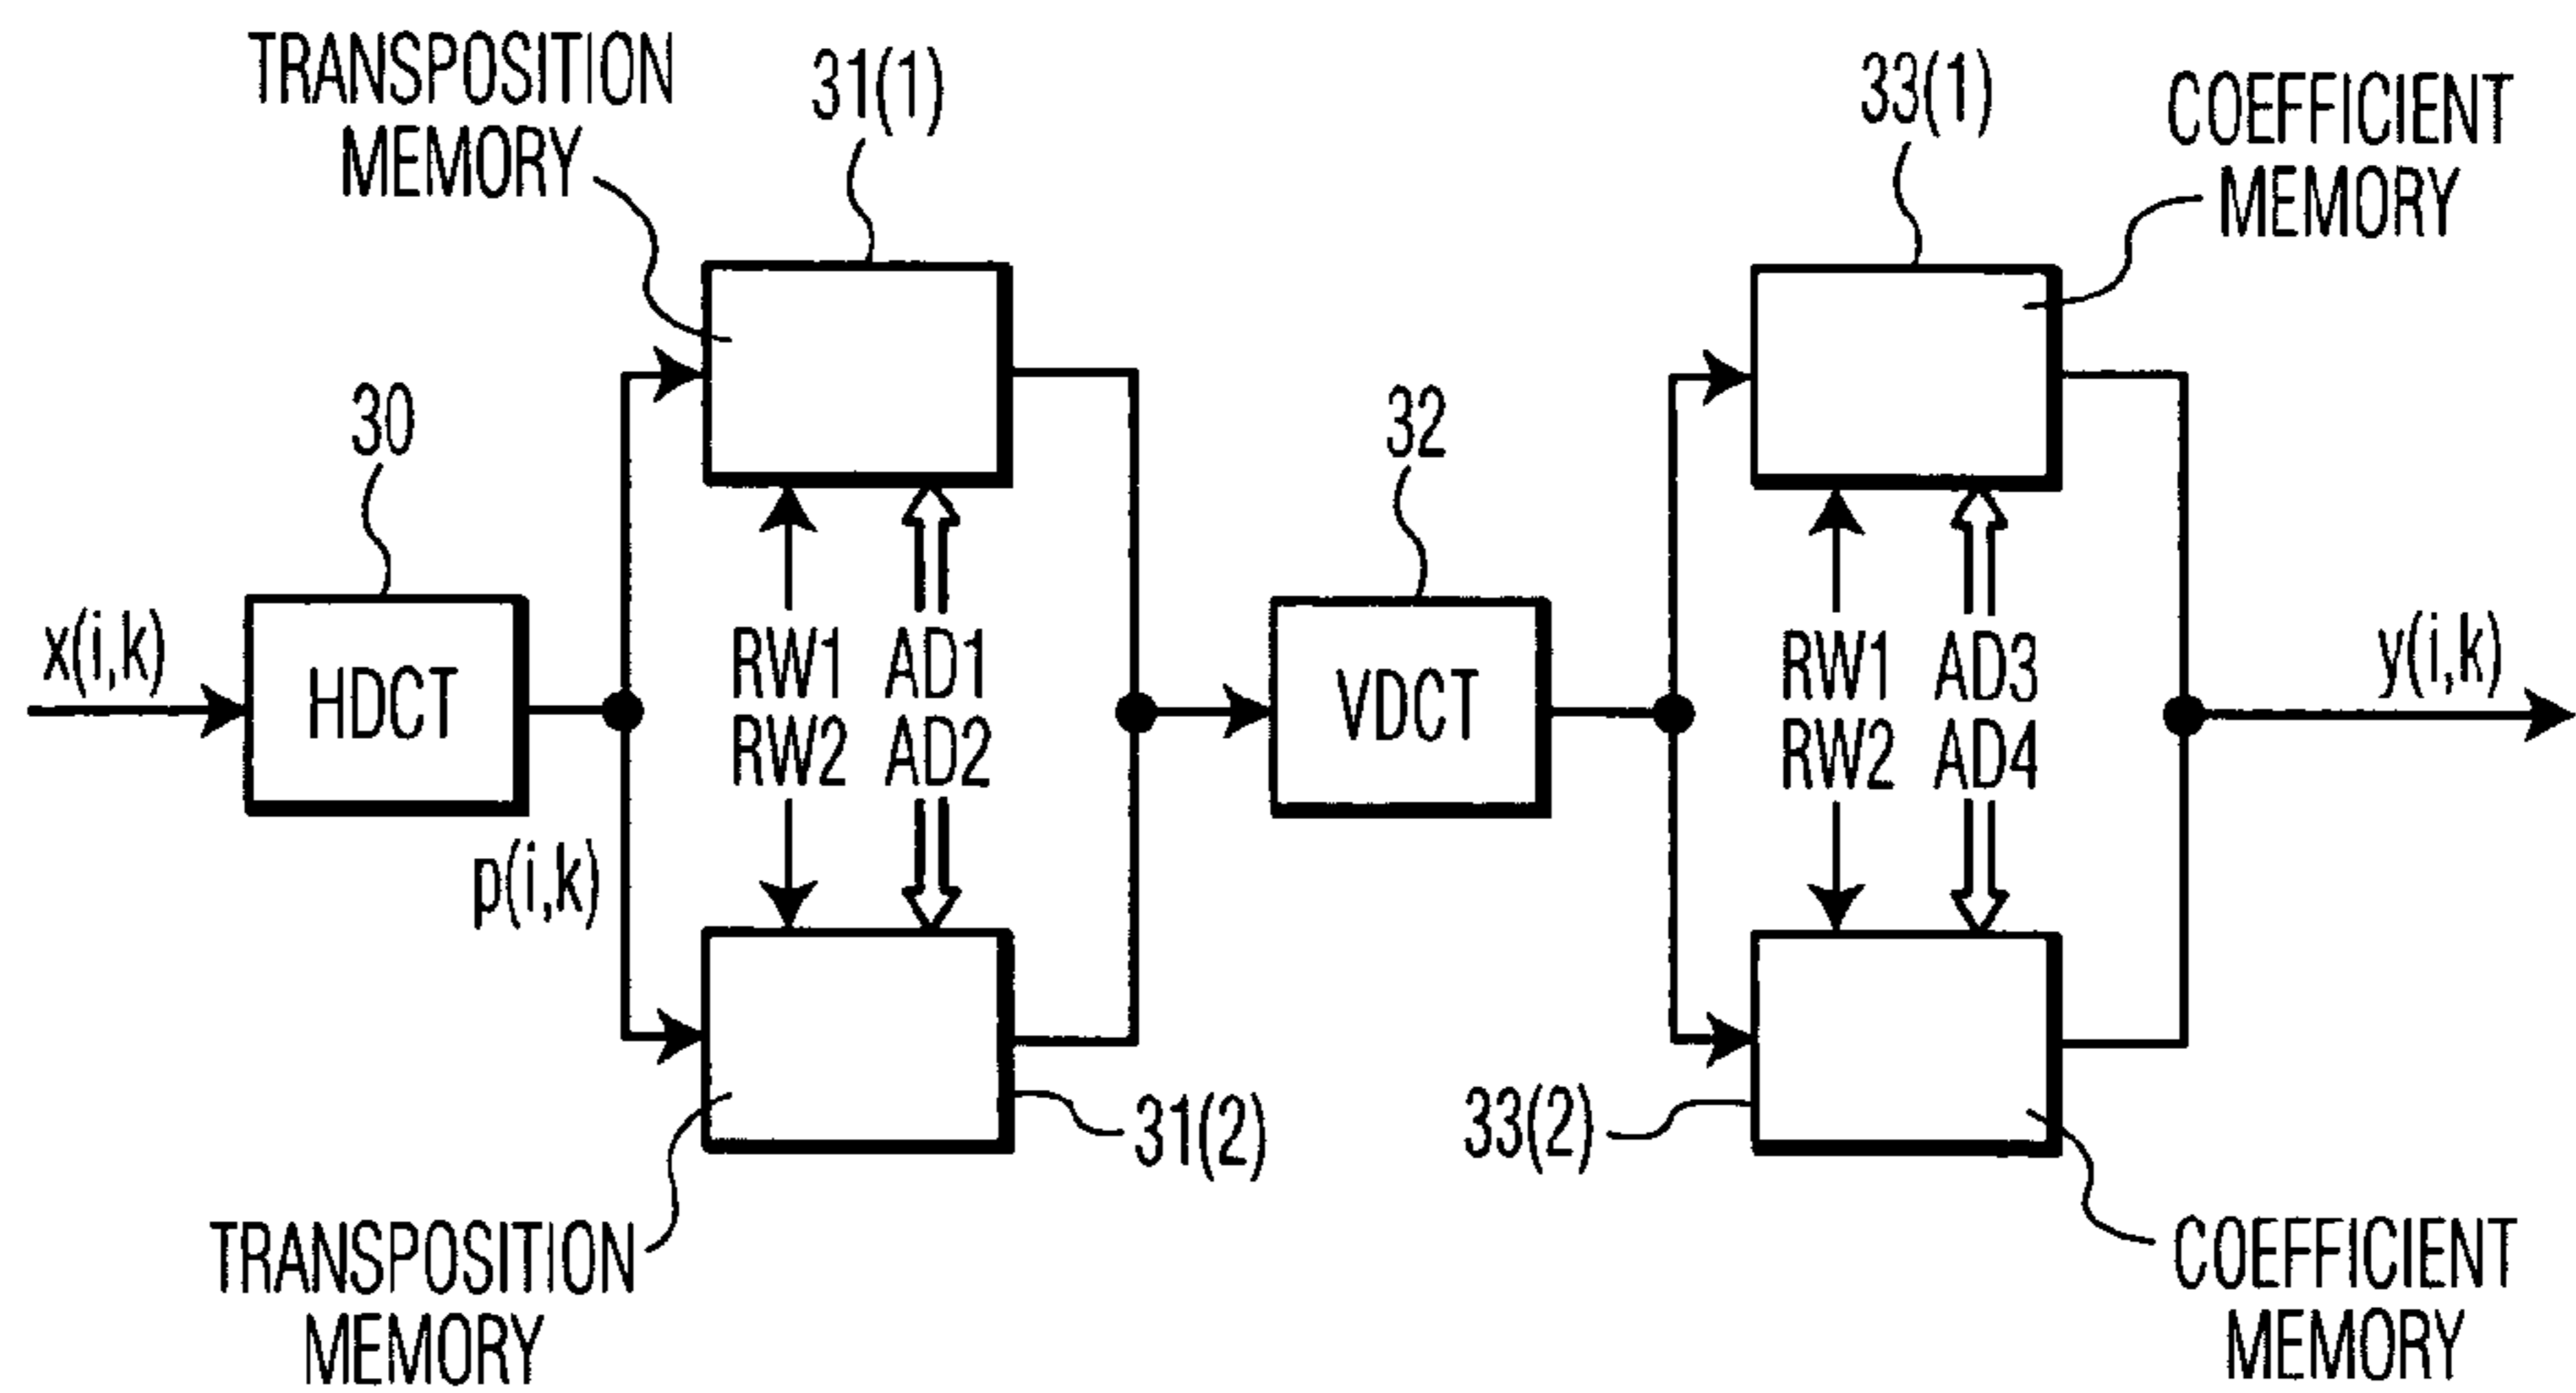 TRANSPOSITION
MEMORY
31(1)
33(1)
COEFFICIENT
MEMORY
30
32
x(i,k)
HDCT
RW1
AD1
RW2
AD2
VDCT
RW1
AD3
RW2
AD4
y(i,k)
p(i,k)
31(2)
33(2)
TRANSPOSITION
MEMORY
COEFFICIENT
MEMORY